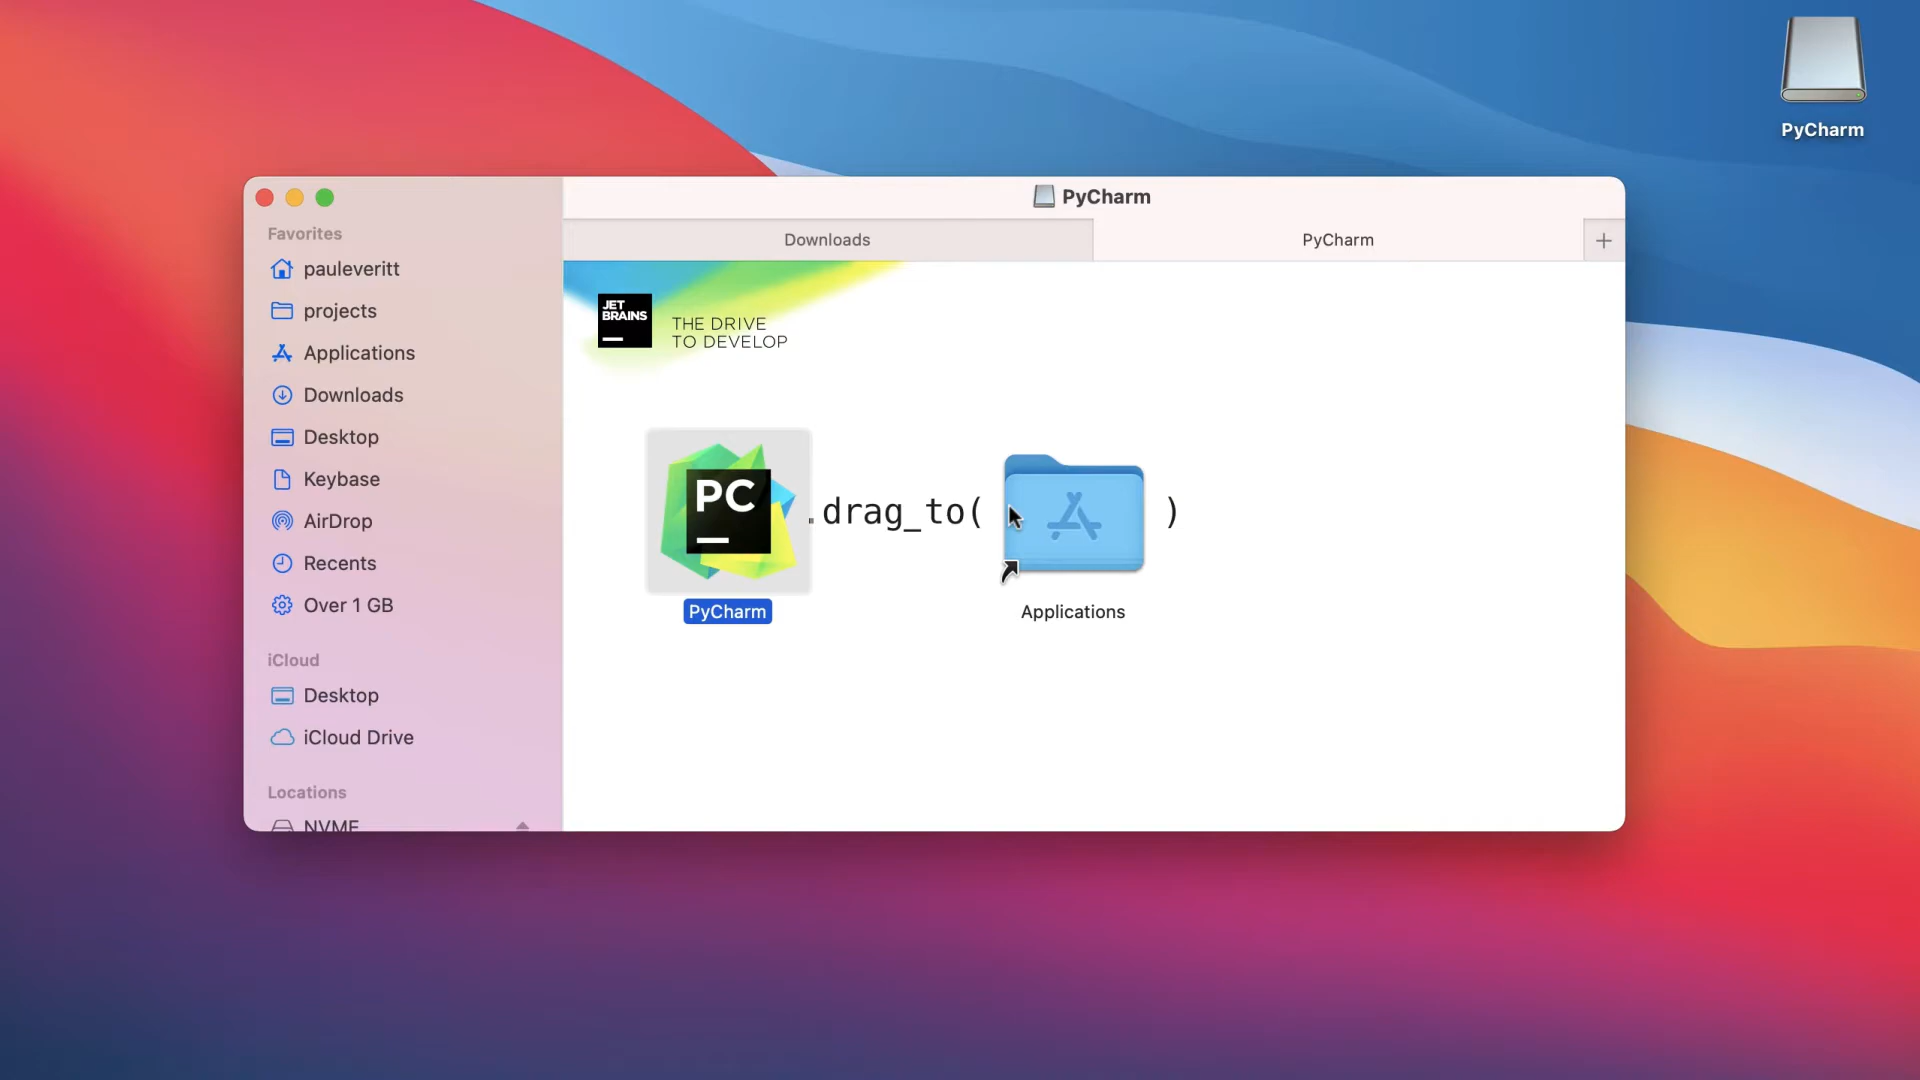 PyCharm
PyCharm
Downloads
PyCharm
+
Favorites
pauleveritt
projects
Applications
Downloads
Desktop
Keybase
AirDrop
Recents
Over 1 GB
iCloud
Desktop
iCloud Drive
Locations
NVME
JET
BRAINS
THE DRIVE
TO DEVELOP
PC
.drag_to( )
PyCharm
Applications